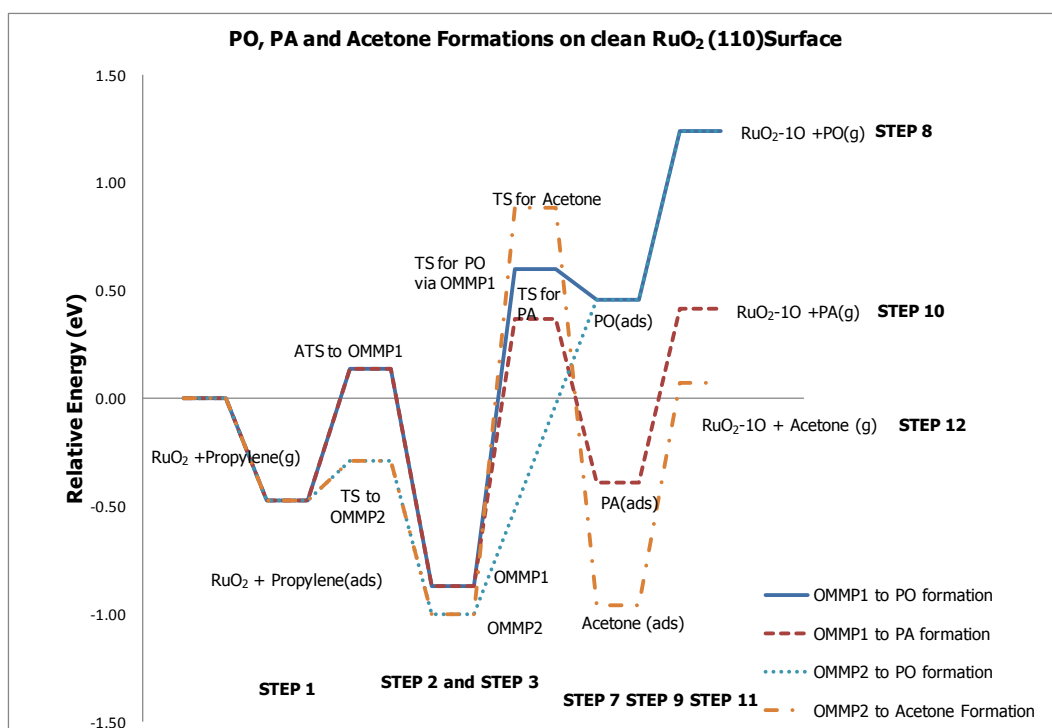 PO, PA and Acetone Formations on clean RuO₂ (110)Surface
Relative Energy (eV)
1.50
1.00
0.50
0.00
-0.50
-1.00
-1.50
RuO₂ +Propylene(g)
RuO₂ + Propylene(ads)
ATS to OMMP1
TS to
OMMP2
OMMP1
OMMP2
TS for Acetone
TS for PO
via OMMP1
TS for
PA
PO(ads)
PA(ads)
Acetone (ads)
RuO₂-1O +PO(g) STEP 8
RuO₂-1O +PA(g) STEP 10
RuO₂-1O + Acetone (g) STEP 12
STEP 1
STEP 2 and STEP 3
STEP 7 STEP 9 STEP 11
OMMP1 to PO formation
OMMP1 to PA formation
OMMP2 to PO formation
OMMP2 to Acetone Formation